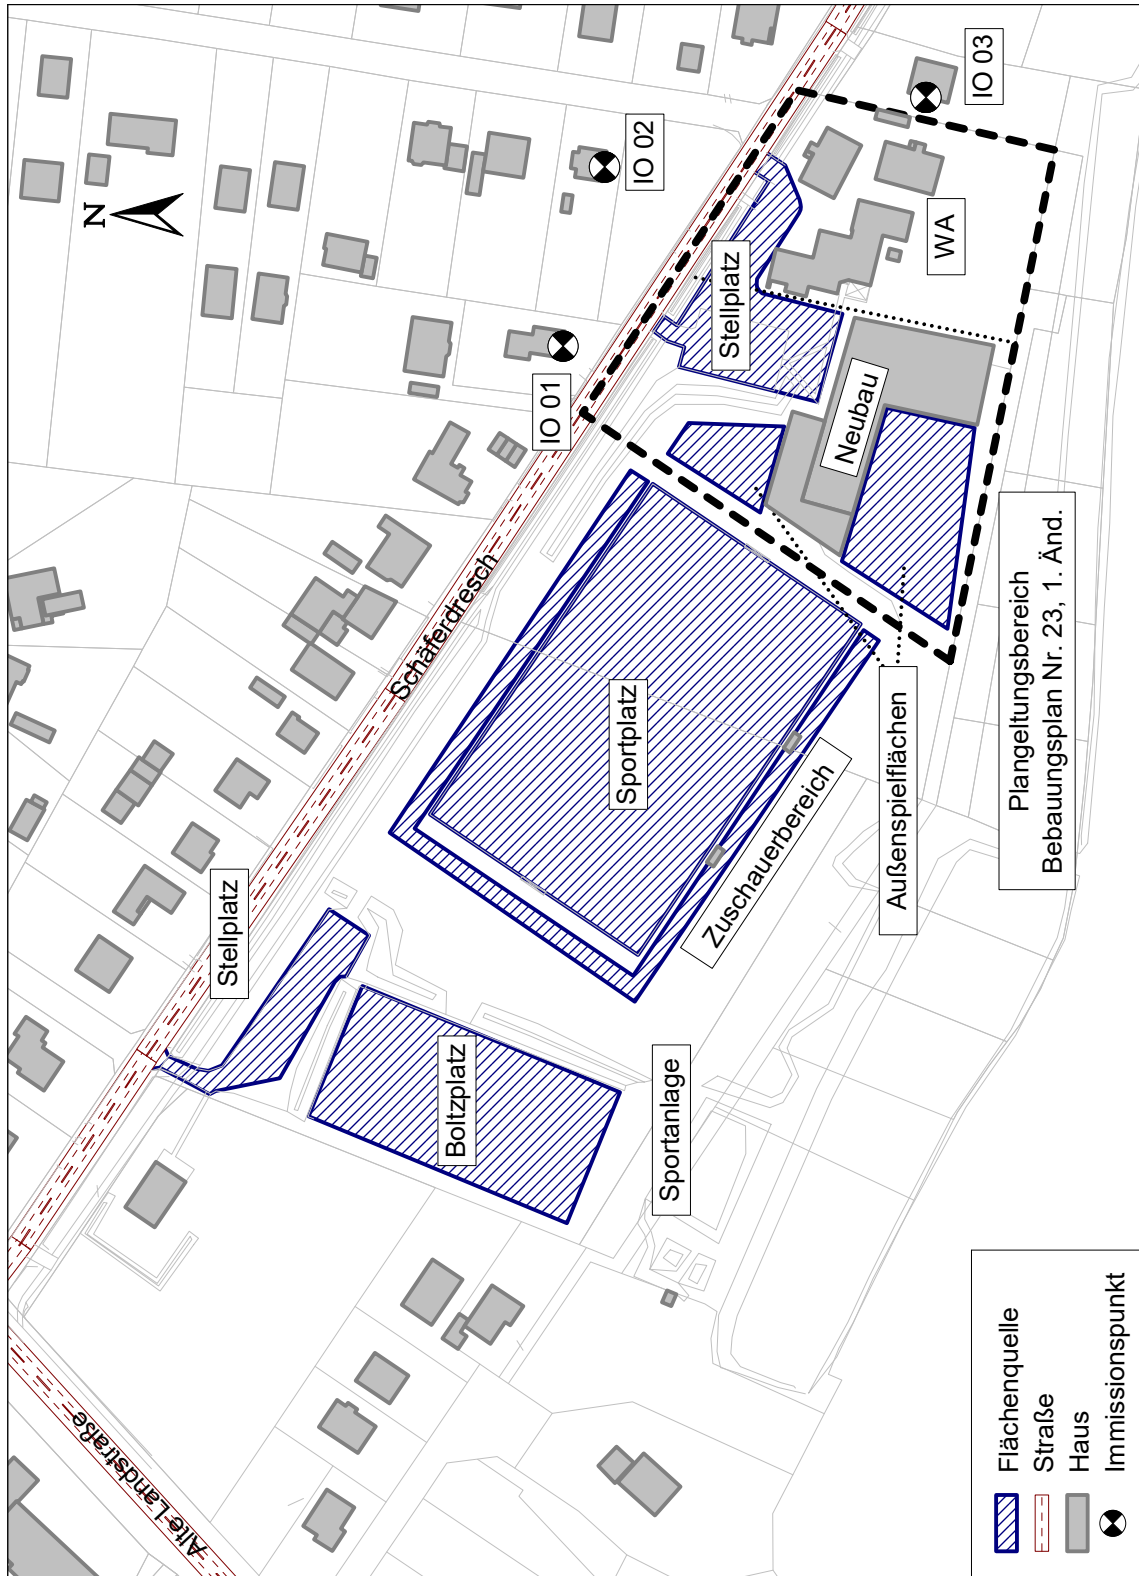 N
IO 01
IO 02
IO 03
Schäferdresch
Alte Landstraße
Stellplatz
Stellplatz
Boltzplatz
Sportanlage
Sportplatz
Zuschauerbereich
Außenspielflächen
Neubau
WA
Plangeltungsbereich
Bebauungsplan Nr. 23, 1. Änd.
Flächenquelle
Straße
Haus
Immissionspunkt